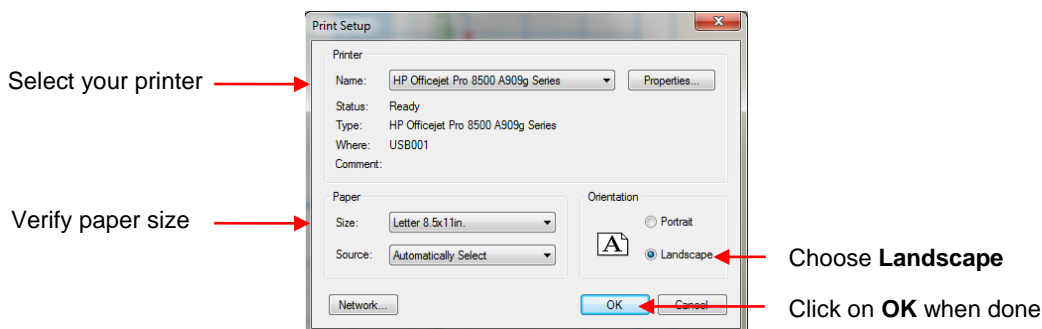 Print Setup
X
Printer
Select your printer
Name: HP Officejet Pro 8500 A909g Series Properties...
Status: Ready
Type: HP Officejet Pro 8500 A909g Series
Where: USB001
Comment:
Paper
Orientation
Verify paper size
Size: Letter 8.5x11in.
Portrait
Source: Automatically Select
A
Landscape
Choose Landscape
Network...
OK
Cancel
Click on OK when done